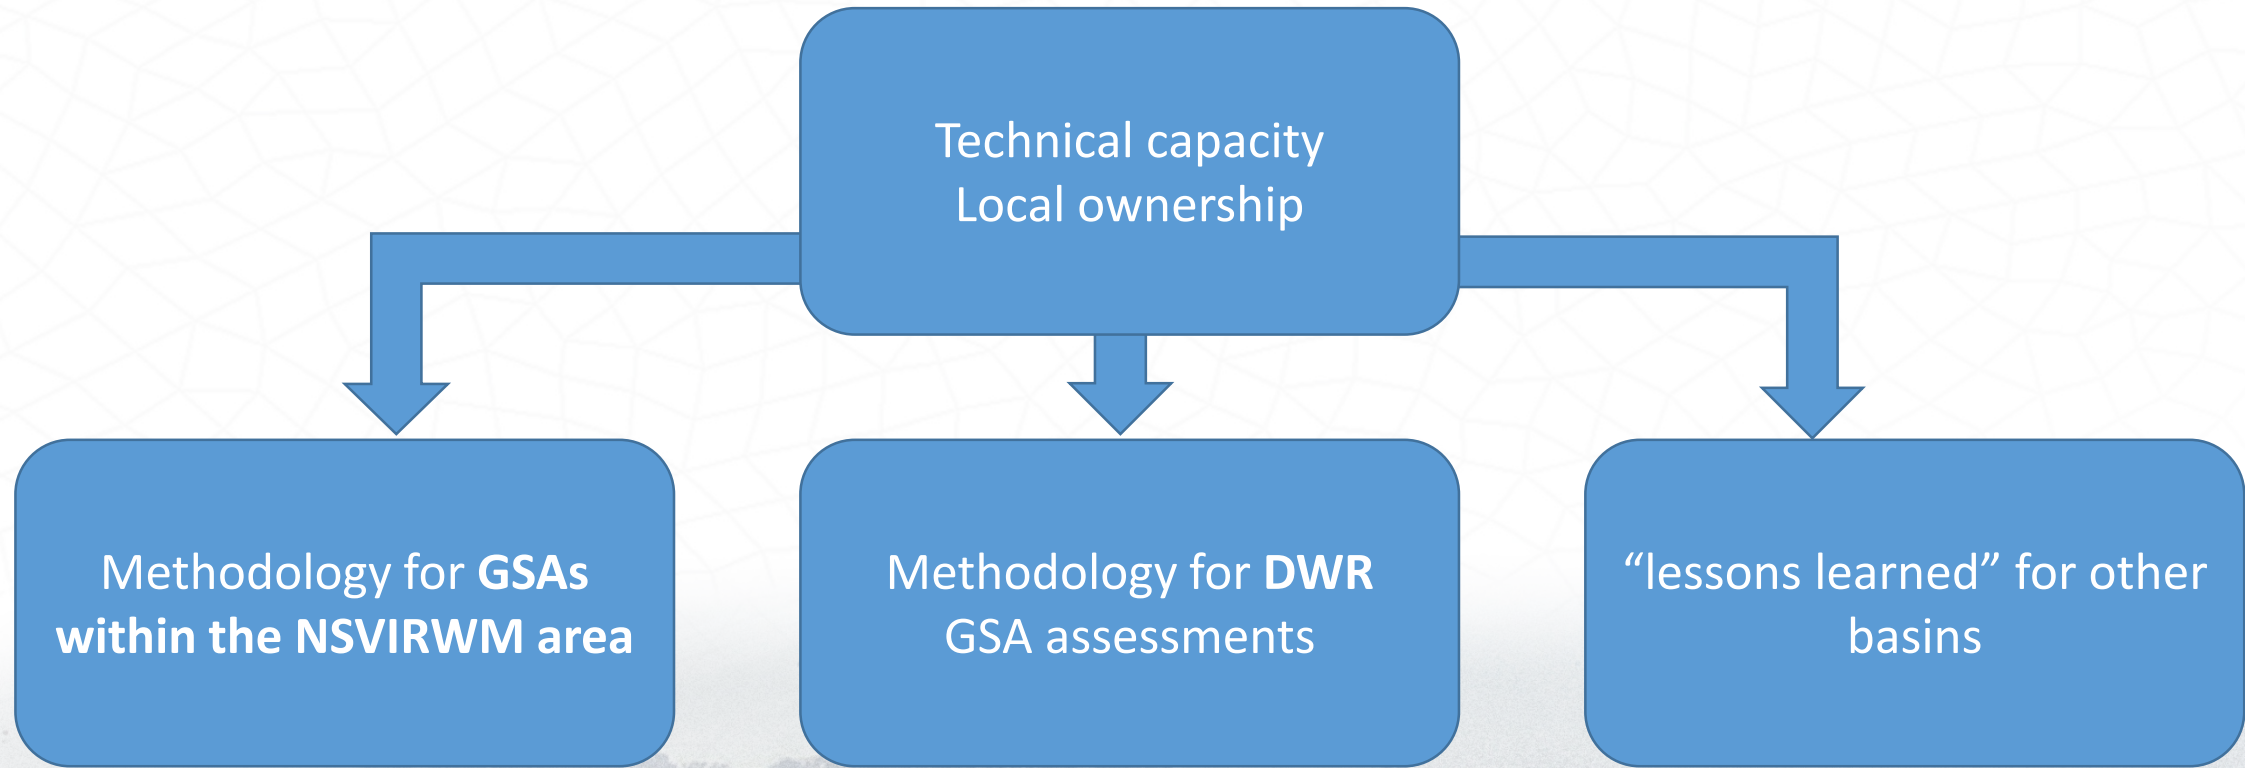 Technical capacity
Local ownership
Methodology for GSAs
within the NSVIRWM area
Methodology for DWR
GSA assessments
“lessons learned” for other
basins